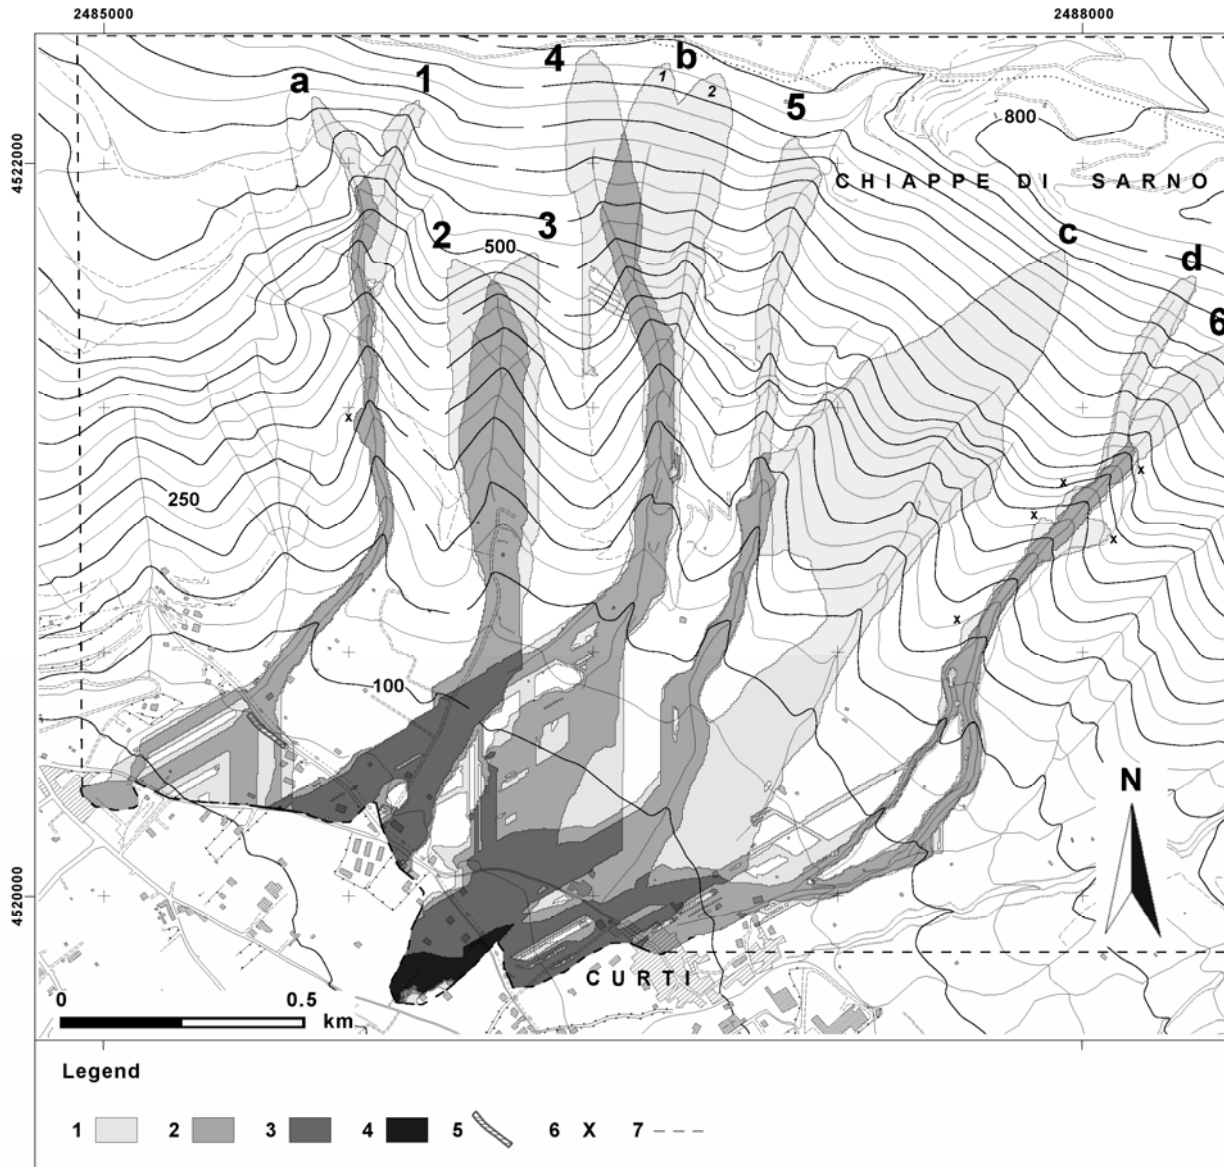 2485000 2488000
4 b
a 1 1 2
5
800
4522000
CHIAPPE DI SARNO
3 c
2 500
d
6
250
100
N
4520000
CURTI
0 0.5
km
Legend
1 2 3 4 5 6 X 7
x
x
x
x
x
x